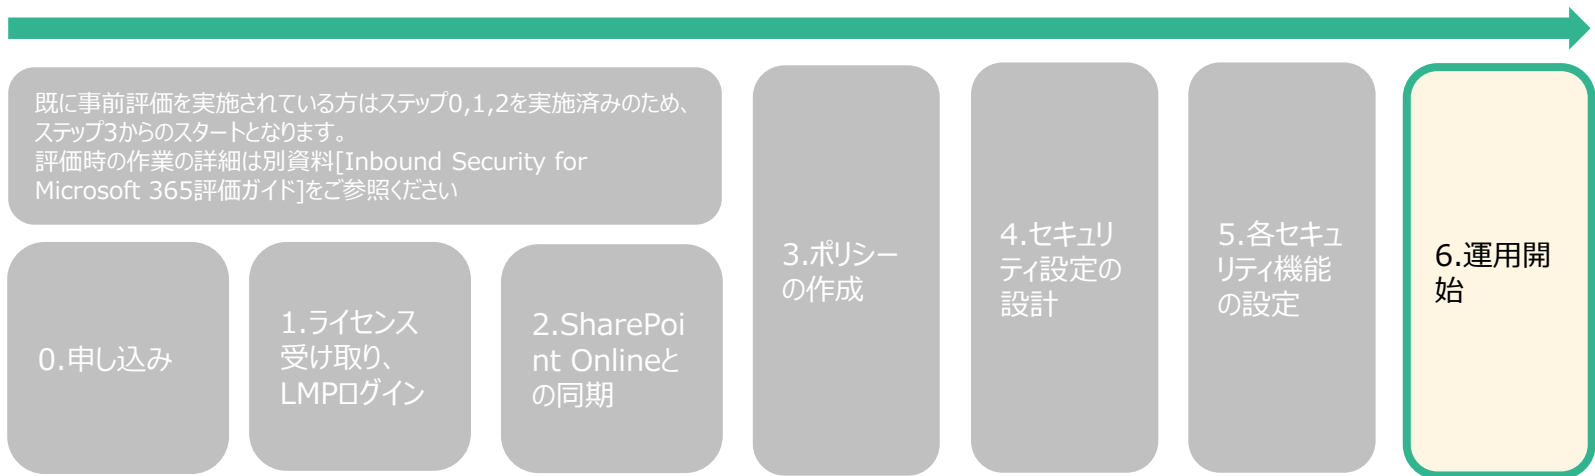 既に事前評価を実施されている方はステップ0,1,2を実施済みのため、
ステップ3からのスタートとなります。
評価時の作業の詳細は別資料[Inbound Security for
Microsoft 365評価ガイド]をご参照ください
0.申し込み
1.ライセンス
受け取り、
LMPログイン
2.SharePoi
nt Onlineと
の同期
3.ポリシー
の作成
4.セキュリ
ティ設定の
設計
5.各セキュ
リティ機能
の設定
6.運用開
始